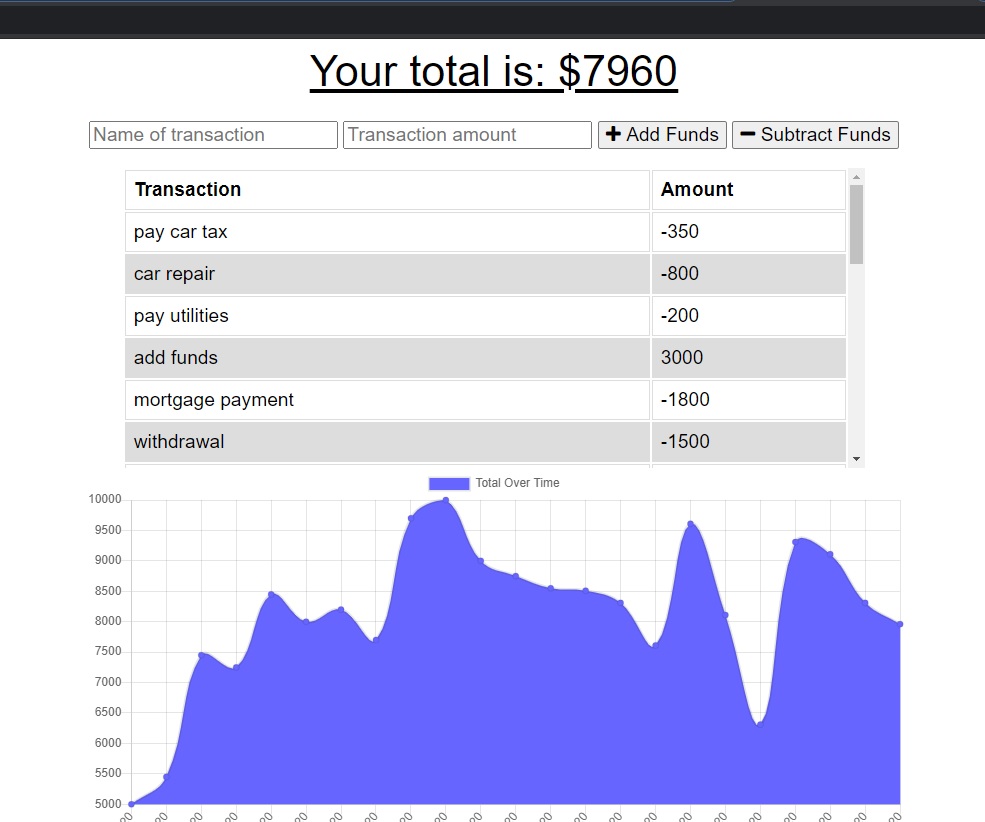 Your total is: $7960
Name of transaction Transaction amount Add Funds Subtract Funds
Transaction Amount
pay car tax -350
car repair -800
pay utilities -200
add funds 3000
mortgage payment -1800
withdrawal -1500
Total Over Time
10000
9500
9000
8500
8000
7500
7000
6500
6000
5500
5000